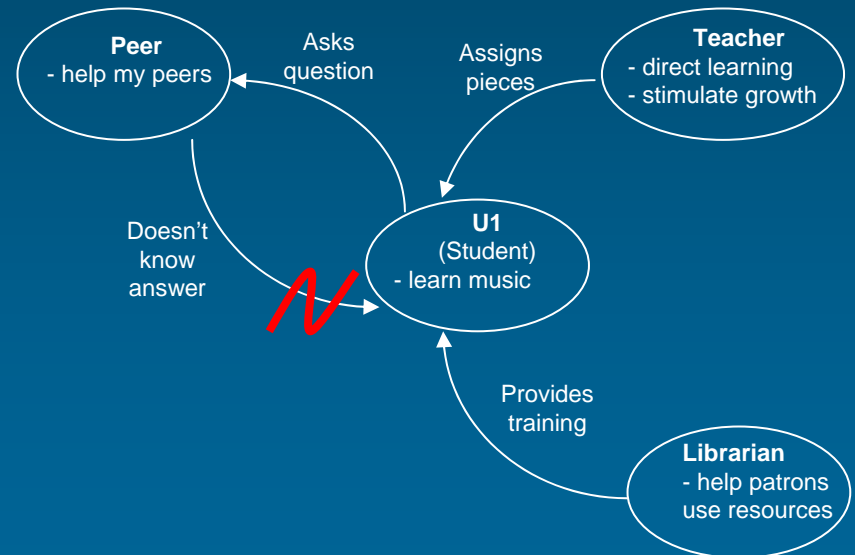 Peer
- help my peers
Asks
question
Assigns
pieces
Teacher
- direct learning
- stimulate growth
Doesn’t
know
answer
U1
(Student)
- learn music
Provides
training
Librarian
- help patrons
use resources